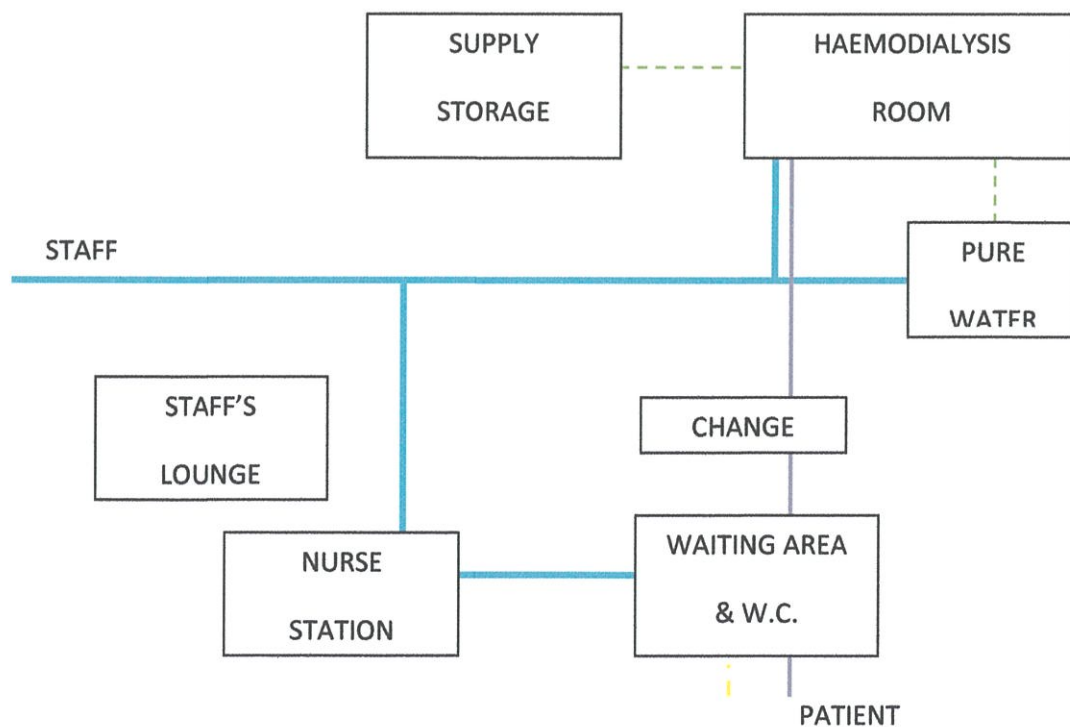 SUPPLY
STORAGE
HAEMODIALYSIS
ROOM
STAFF
PURE
WATER
STAFF'S
LOUNGE
CHANGE
NURSE
STATION
WAITING AREA
& W.C.
PATIENT